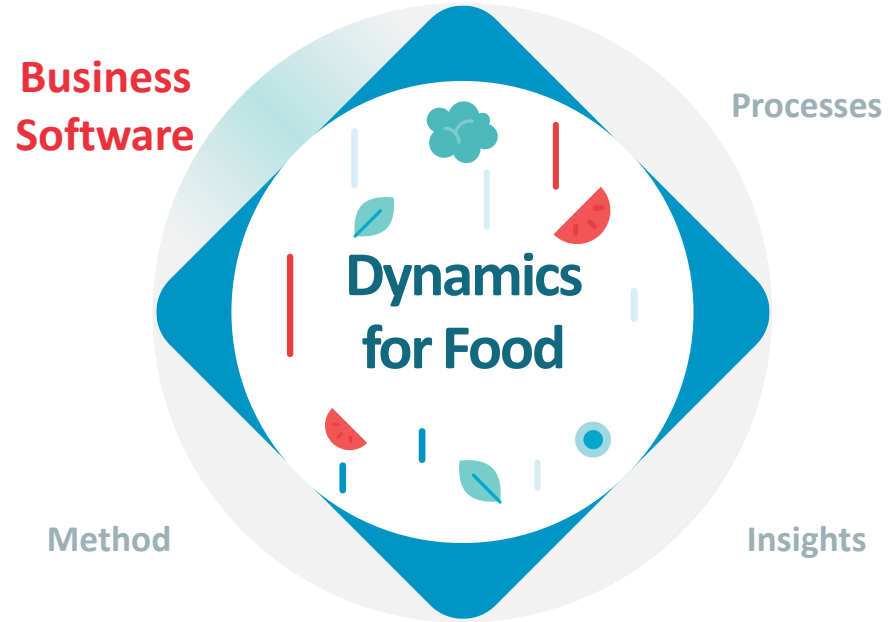 Business
Software
Processes
Dynamics
for Food
Method
Insights